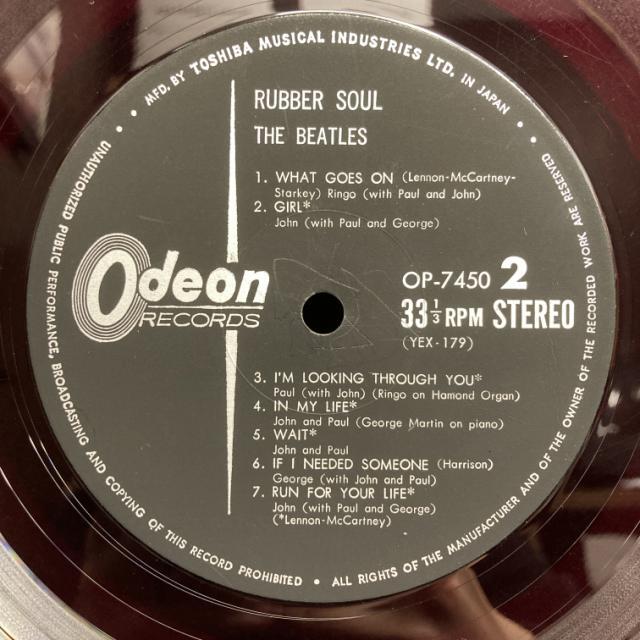 MFD. BY TOSHIBA MUSICAL INDUSTRIES LTD. IN JAPAN •
RUBBER SOUL
THE BEATLES
1. WHAT GOES ON (Lennon-McCartney-
Starkey) Ringo (with Paul and John)
2. GIRL*
John (with Paul and George)
Odeon
RECORDS
OP-7450 2
33 1/3 RPM STEREO
(YEX-179)
3. I'M LOOKING THROUGH YOU*
Paul (with John) (Ringo on Hamond Organ)
4. IN MY LIFE*
John and Paul (George Martin on piano)
5. WAIT*
John and Paul
6. IF I NEEDED SOMEONE (Harrison)
George (with John and Paul)
7. RUN FOR YOUR LIFE*
John (with Paul and George)
(*Lennon-McCartney)
UNAUTHORIZED PUBLIC PERFORMANCE, BROADCASTING AND COPYING OF THIS RECORD PROHIBITED • ALL RIGHTS OF THE MANUFACTURER AND OF THE OWNER OF THE RECORDED WORK ARE RESERVED